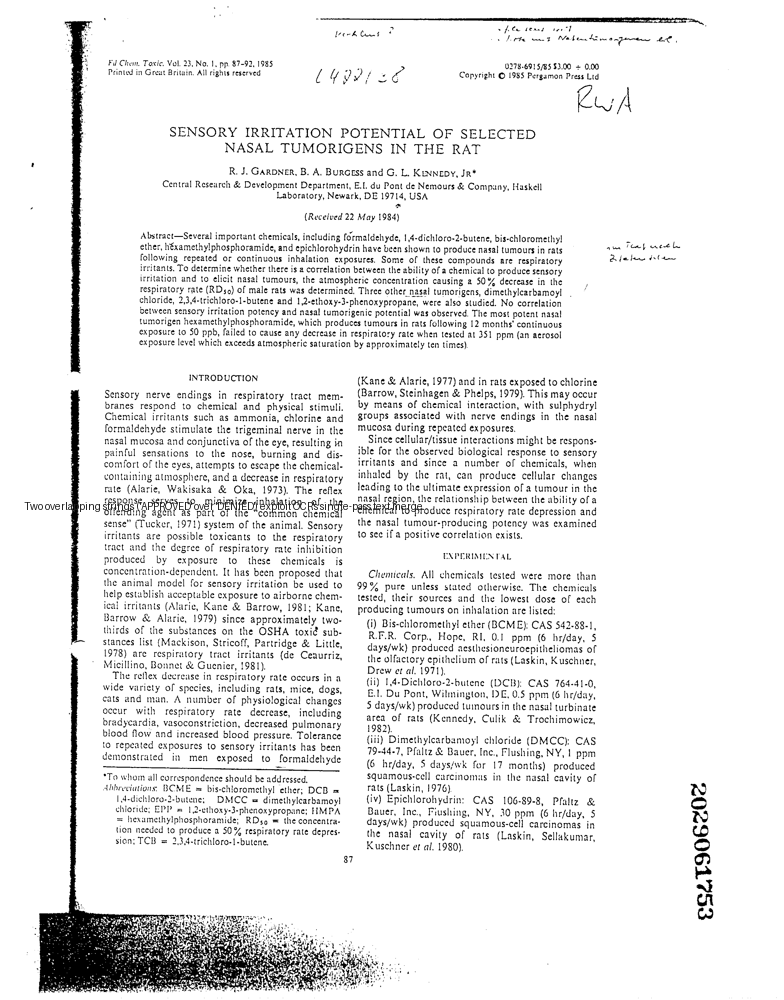 Fd Chem. Toxic. Vol. 23, No. 1, pp. 87-92, 1985
Printed in Great Britain. All rights reserved
0278-6915/85 $3.00 + 0.00
Copyright © 1985 Pergamon Press Ltd
RWA
SENSORY IRRITATION POTENTIAL OF SELECTED
NASAL TUMORIGENS IN THE RAT
R. J. GARDNER, B. A. BURGESS and G. L. KENNEDY, JR*
Central Research & Development Department, E.I. du Pont de Nemours & Company, Haskell
Laboratory, Newark, DE 19714, USA
(Received 22 May 1984)
Abstract—Several important chemicals, including formaldehyde, 1,4-dichloro-2-butene, bis-chloromethyl
ether, hexamethylphosphoramide, and epichlorohydrin have been shown to produce nasal tumours in rats
following repeated or continuous inhalation exposures. Some of these compounds are respiratory
irritants. To determine whether there is a correlation between the ability of a chemical to produce sensory
irritation and to elicit nasal tumours, the atmospheric concentration causing a 50% decrease in the
respiratory rate (RD50) of male rats was determined. Three other nasal tumorigens, dimethylcarbamoyl
chloride, 2,3,4-trichloro-1-butene and 1,2-ethoxy-3-phenoxypropane, were also studied. No correlation
between sensory irritation potency and nasal tumorigenic potential was observed. The most potent nasal
tumorigen hexamethylphosphoramide, which produces tumours in rats following 12 months' continuous
exposure to 50 ppb, failed to cause any decrease in respiratory rate when tested at 351 ppm (an aerosol
exposure level which exceeds atmospheric saturation by approximately ten times).
INTRODUCTION
Sensory nerve endings in respiratory tract mem-
branes respond to chemical and physical stimuli.
Chemical irritants such as ammonia, chlorine and
formaldehyde stimulate the trigeminal nerve in the
nasal mucosa and conjunctiva of the eye, resulting in
painful sensations to the nose, burning and dis-
comfort of the eyes, attempts to escape the chemical-
containing atmosphere, and a decrease in respiratory
rate (Alarie, Wakisaka & Oka, 1973). The reflex
response serves to minimize inhalation of the
offending agent as part of the "common chemical
sense" (Tucker, 1971) system of the animal. Sensory
irritants are possible toxicants to the respiratory
tract and the degree of respiratory rate inhibition
produced by exposure to these chemicals is
concentration-dependent. It has been proposed that
the animal model for sensory irritation be used to
help establish acceptable exposure to airborne chem-
ical irritants (Alarie, Kane & Barrow, 1981; Kane,
Barrow & Alarie, 1979) since approximately two-
thirds of the substances on the OSHA toxic sub-
stances list (Mackison, Stricoff, Partridge & Little,
1978) are respiratory tract irritants (de Ceaurriz,
Micillino, Bonnet & Guenier, 1981).
The reflex decrease in respiratory rate occurs in a
wide variety of species, including rats, mice, dogs,
cats and man. A number of physiological changes
occur with respiratory rate decrease, including
bradycardia, vasoconstriction, decreased pulmonary
blood flow and increased blood pressure. Tolerance
to repeated exposures to sensory irritants has been
demonstrated in men exposed to formaldehyde
*To whom all correspondence should be addressed.
Abbreviations: BCME = bis-chloromethyl ether; DCB =
1,4-dichloro-2-butene; DMCC = dimethylcarbamoyl
chloride; EPP = 1,2-ethoxy-3-phenoxypropane; HMPA
= hexamethylphosphoramide; RD50 = the concentra-
tion needed to produce a 50% respiratory rate depres-
sion; TCB = 2,3,4-trichloro-1-butene.
(Kane & Alarie, 1977) and in rats exposed to chlorine
(Barrow, Steinhagen & Phelps, 1979). This may occur
by means of chemical interaction, with sulphydryl
groups associated with nerve endings in the nasal
mucosa during repeated exposures.
Since cellular/tissue interactions might be respons-
ible for the observed biological response to sensory
irritants and since a number of chemicals, when
inhaled by the rat, can produce cellular changes
leading to the ultimate expression of a tumour in the
nasal region, the relationship between the ability of a
chemical to produce respiratory rate depression and
the nasal tumour-producing potency was examined
to see if a positive correlation exists.
EXPERIMENTAL
Chemicals. All chemicals tested were more than
99% pure unless stated otherwise. The chemicals
tested, their sources and the lowest dose of each
producing tumours on inhalation are listed:
(i) Bis-chloromethyl ether (BCME): CAS 542-88-1,
R.F.R. Corp., Hope, RI, 0.1 ppm (6 hr/day, 5
days/wk) produced aesthesioneuroepitheliomas of
the olfactory epithelium of rats (Laskin, Kuschner,
Drew et al. 1971).
(ii) 1,4-Dichloro-2-butene (DCB): CAS 764-41-0,
E.I. Du Pont, Wilmington, DE, 0.5 ppm (6 hr/day,
5 days/wk) produced tumours in the nasal turbinate
area of rats (Kennedy, Culik & Trochimowicz,
1982).
(iii) Dimethylcarbamoyl chloride (DMCC): CAS
79-44-7, Pfaltz & Bauer, Inc., Flushing, NY, 1 ppm
(6 hr/day, 5 days/wk for 17 months) produced
squamous-cell carcinomas in the nasal cavity of
rats (Laskin, 1976).
(iv) Epichlorohydrin: CAS 106-89-8, Pfaltz &
Bauer, Inc., Flushing, NY, 30 ppm (6 hr/day, 5
days/wk) produced squamous-cell carcinomas in
the nasal cavity of rats (Laskin, Sellakumar,
Kuschner et al. 1980).
87
2029061753